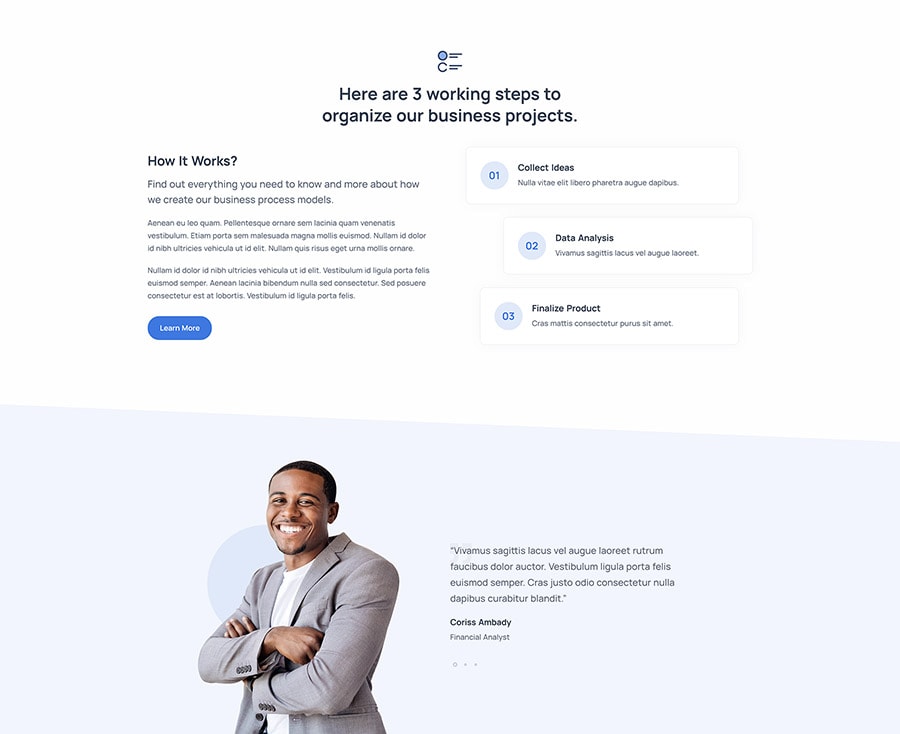 Here are 3 working steps to
organize our business projects.
How It Works?
Find out everything you need to know and more about how
we create our business process models.
Aenean eu leo quam. Pellentesque ornare sem lacinia quam venenatis
vestibulum. Etiam porta sem malesuada magna mollis euismod. Nullam id dolor
id nibh ultricies vehicula ut id elit. Nullam quis risus eget urna mollis ornare.
Nullam id dolor id nibh ultricies vehicula ut id elit. Vestibulum id ligula porta felis
euismod semper. Aenean lacinia bibendum nulla sed consectetur. Sed posuere
consectetur est at lobortis. Vestibulum id ligula porta felis.
Learn More
01
Collect Ideas
Nulla vitae elit libero pharetra augue dapibus.
02
Data Analysis
Vivamus sagittis lacus vel augue laoreet.
03
Finalize Product
Cras mattis consectetur purus sit amet.
“Vivamus sagittis lacus vel augue laoreet rutrum
faucibus dolor auctor. Vestibulum ligula porta felis
euismod semper. Cras justo odio consectetur nulla
dapibus curabitur blandit.”
Coriss Ambady
Financial Analyst